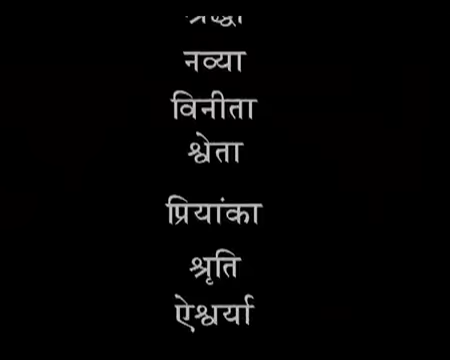 नव्या
विनीता
श्वेता
प्रियांका
श्रृति
ऐश्वर्या